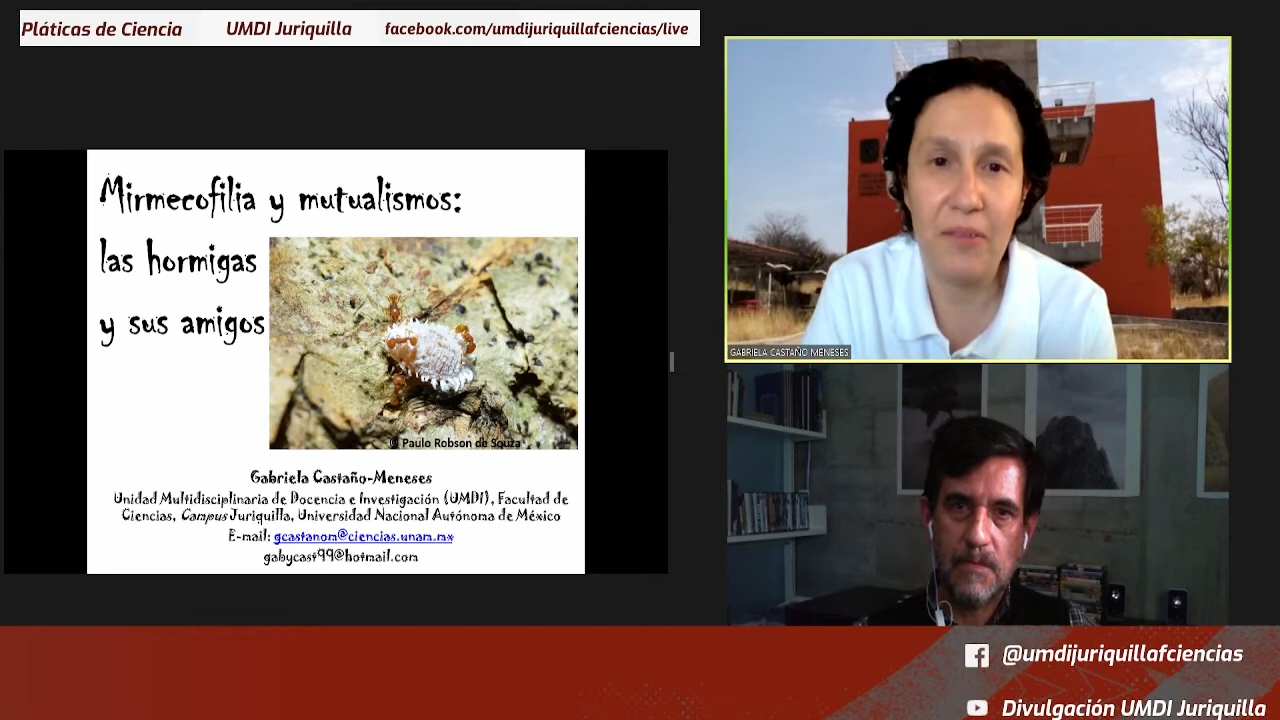 Pláticas de Ciencia UMDI Juriquilla facebook.com/umdijuriquillafciencias/live
Mirmecofilia y mutualismos:
las hormigas
y sus amigos
© Paulo Robson de Souza
Gabriela Castaño-Meneses
Unidad Multidisciplinaria de Docencia e Investigación (UMDI), Facultad de
Ciencias, Campus Juriquilla, Universidad Nacional Autónoma de México
E-mail: gcastanom@ciencias.unam.mx
gabycast99@hotmail.com
GABRIELA CASTAÑO MENESES
@umdijuriquillafciencias
Divulgación UMDI Juriquilla